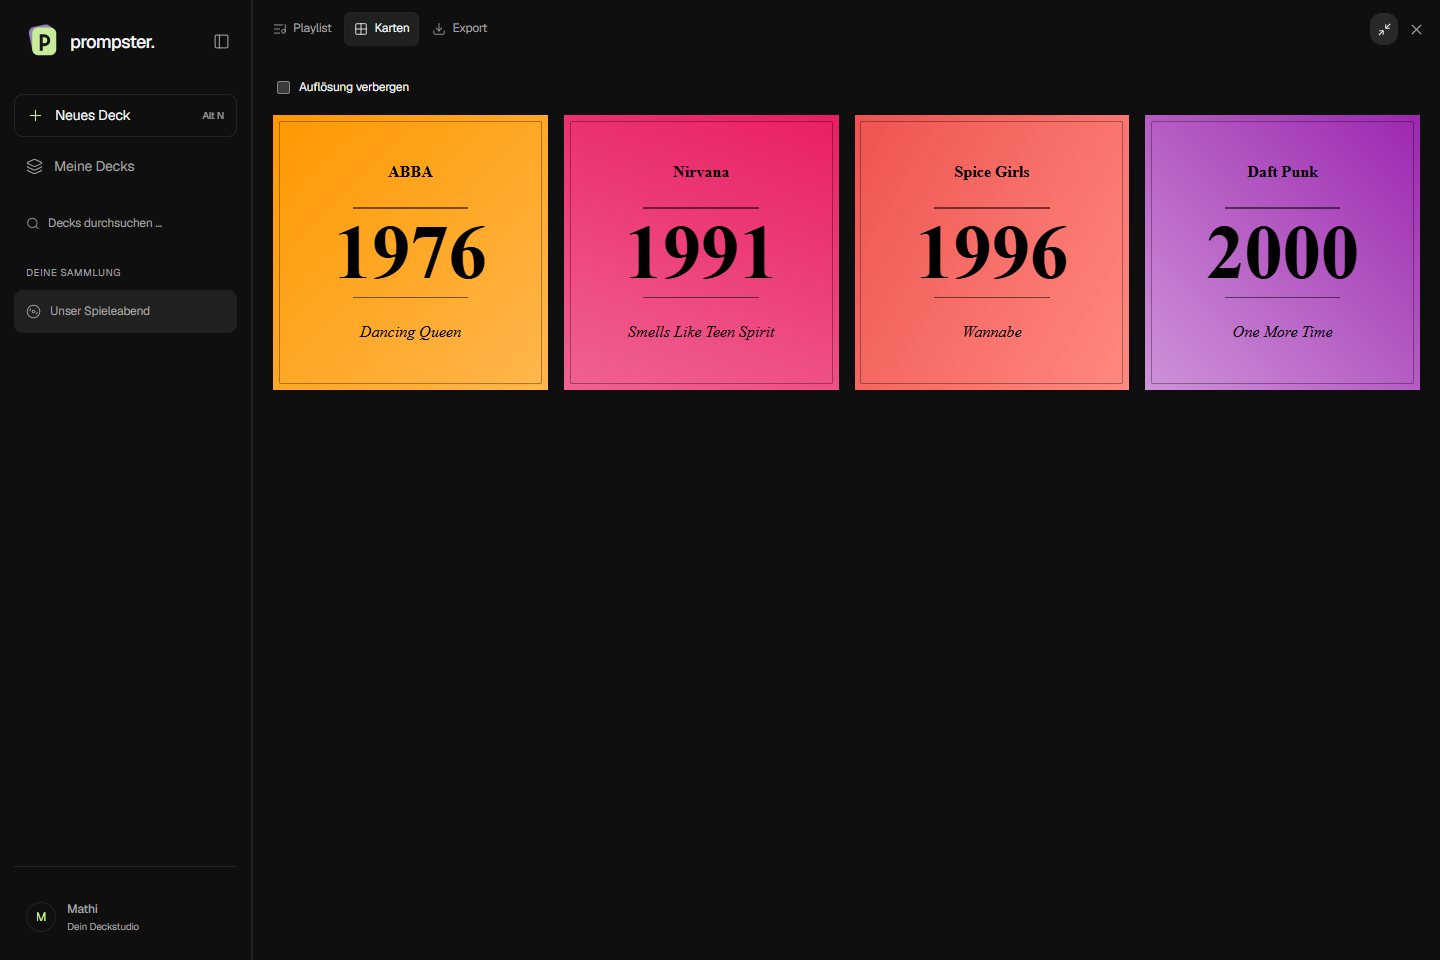 prompster.
Neues Deck
Alt N
Meine Decks
Decks durchsuchen ...
DEINE SAMMLUNG
Unser Spieleabend
M
Mathi
Dein Deckstudio
Playlist
Karten
Export
Auflösung verbergen
ABBA
1976
Dancing Queen
Nirvana
1991
Smells Like Teen Spirit
Spice Girls
1996
Wannabe
Daft Punk
2000
One More Time